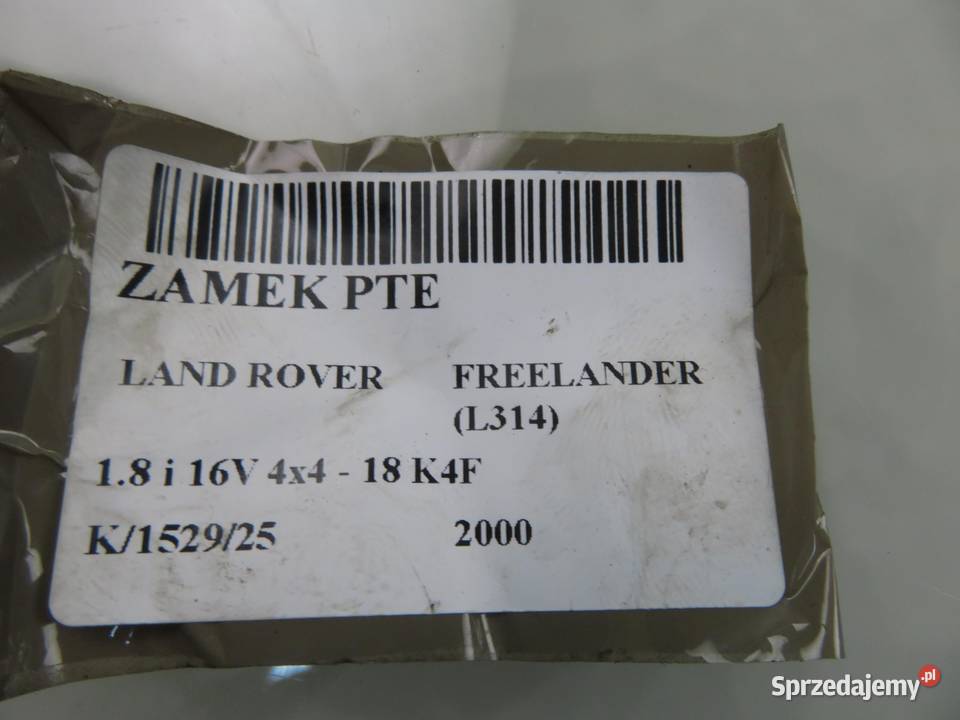 ZAMEK PTE
LAND ROVER FREELANDER
(L314)
1.8 i 16V 4x4 - 18 K4F
K/1529/25 2000
Sprzedajemy.pl